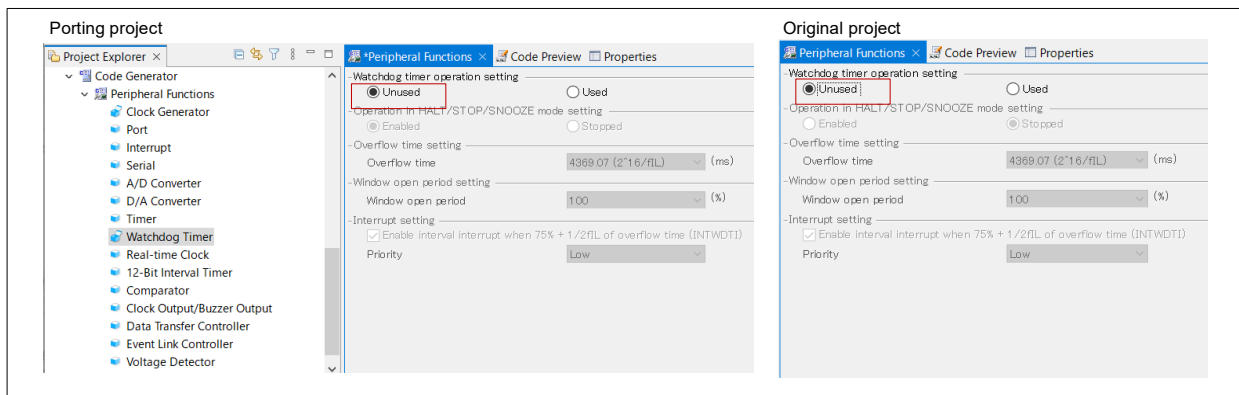 Porting project
Project Explorer
Code Generator
Peripheral Functions
Clock Generator
Port
Interrupt
Serial
A/D Converter
D/A Converter
Timer
Watchdog Timer
Real-time Clock
12-Bit Interval Timer
Comparator
Clock Output/Buzzer Output
Data Transfer Controller
Event Link Controller
Voltage Detector
*Peripheral Functions Code Preview Properties
Watchdog timer operation setting
Unused Used
Operation in HALT/STOP/SNOOZE mode setting
Enabled Stopped
Overflow time setting
Overflow time 4369.07 (2^16/fIL) (ms)
Window open period setting
Window open period 100 (%)
Interrupt setting
Enable interval interrupt when 75% + 1/2fIL of overflow time (INTWDTI)
Priority Low
Original project
Peripheral Functions Code Preview Properties
Watchdog timer operation setting
Unused Used
Operation in HALT/STOP/SNOOZE mode setting
Enabled Stopped
Overflow time setting
Overflow time 4369.07 (2^16/fIL) (ms)
Window open period setting
Window open period 100 (%)
Interrupt setting
Enable interval interrupt when 75% + 1/2fIL of overflow time (INTWDTI)
Priority Low